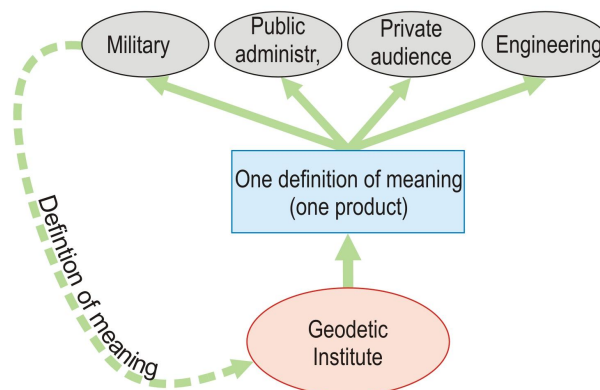 Military
Public
administr,
Private
audience
Engineering
One definition of meaning
(one product)
Defintion of meaning
Geodetic
Institute